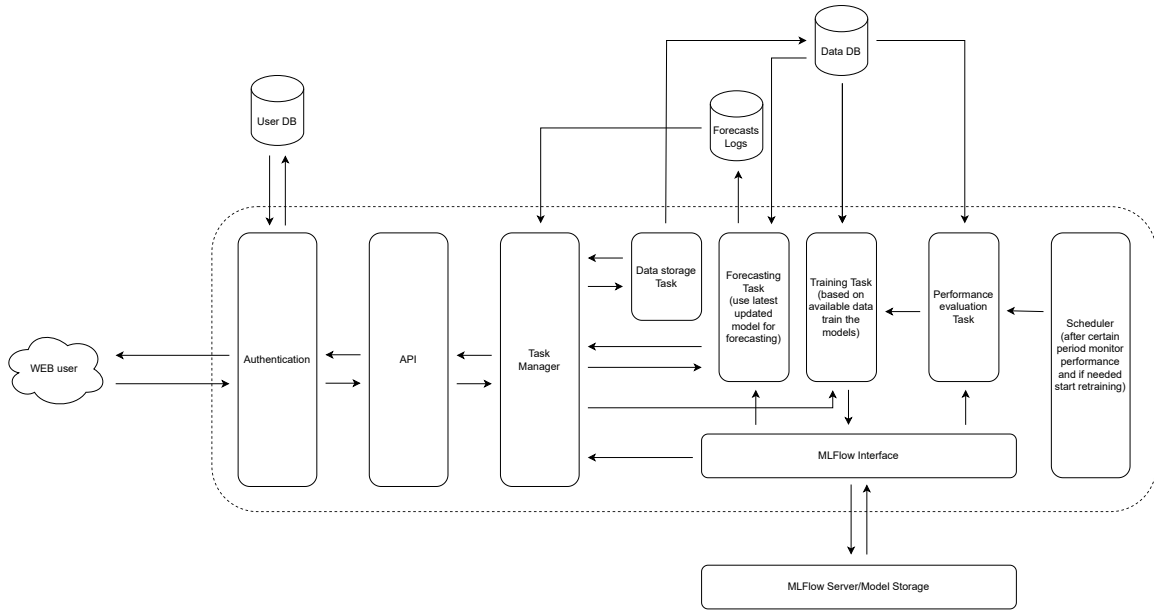 Data DB
User DB
Forecasts
Logs
WEB user
Authentication
API
Task
Manager
Data storage
Task
Forecasting
Task
(use latest
updated
model for
forecasting)
Training Task
(based on
available data
train the
models)
Performance
evaluation
Task
Scheduler
(after certain
period monitor
performance
and if needed
start retraining)
MLFlow Interface
MLFlow Server/Model Storage